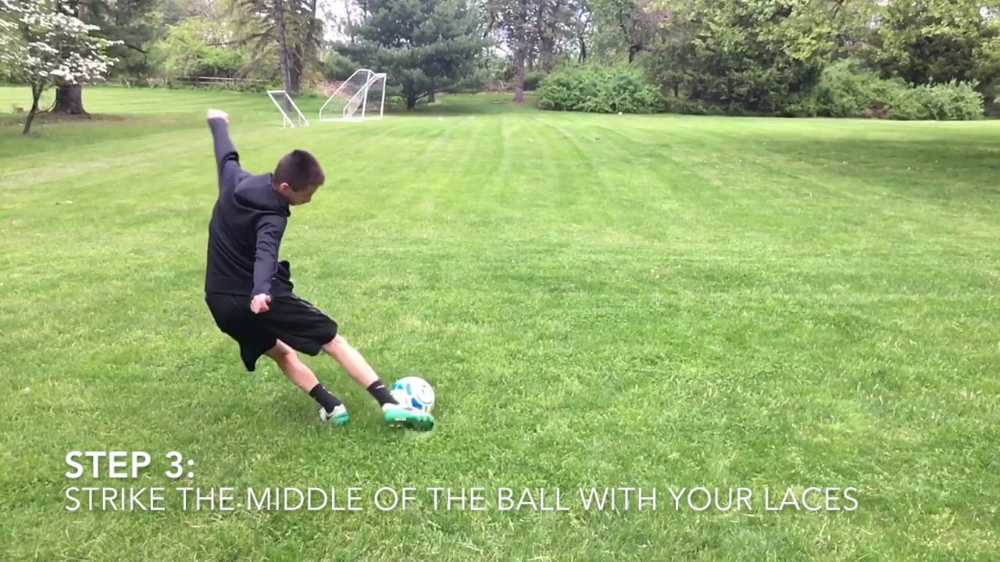 STEP 3:
STRIKE THE MIDDLE OF THE BALL WITH YOUR LACES